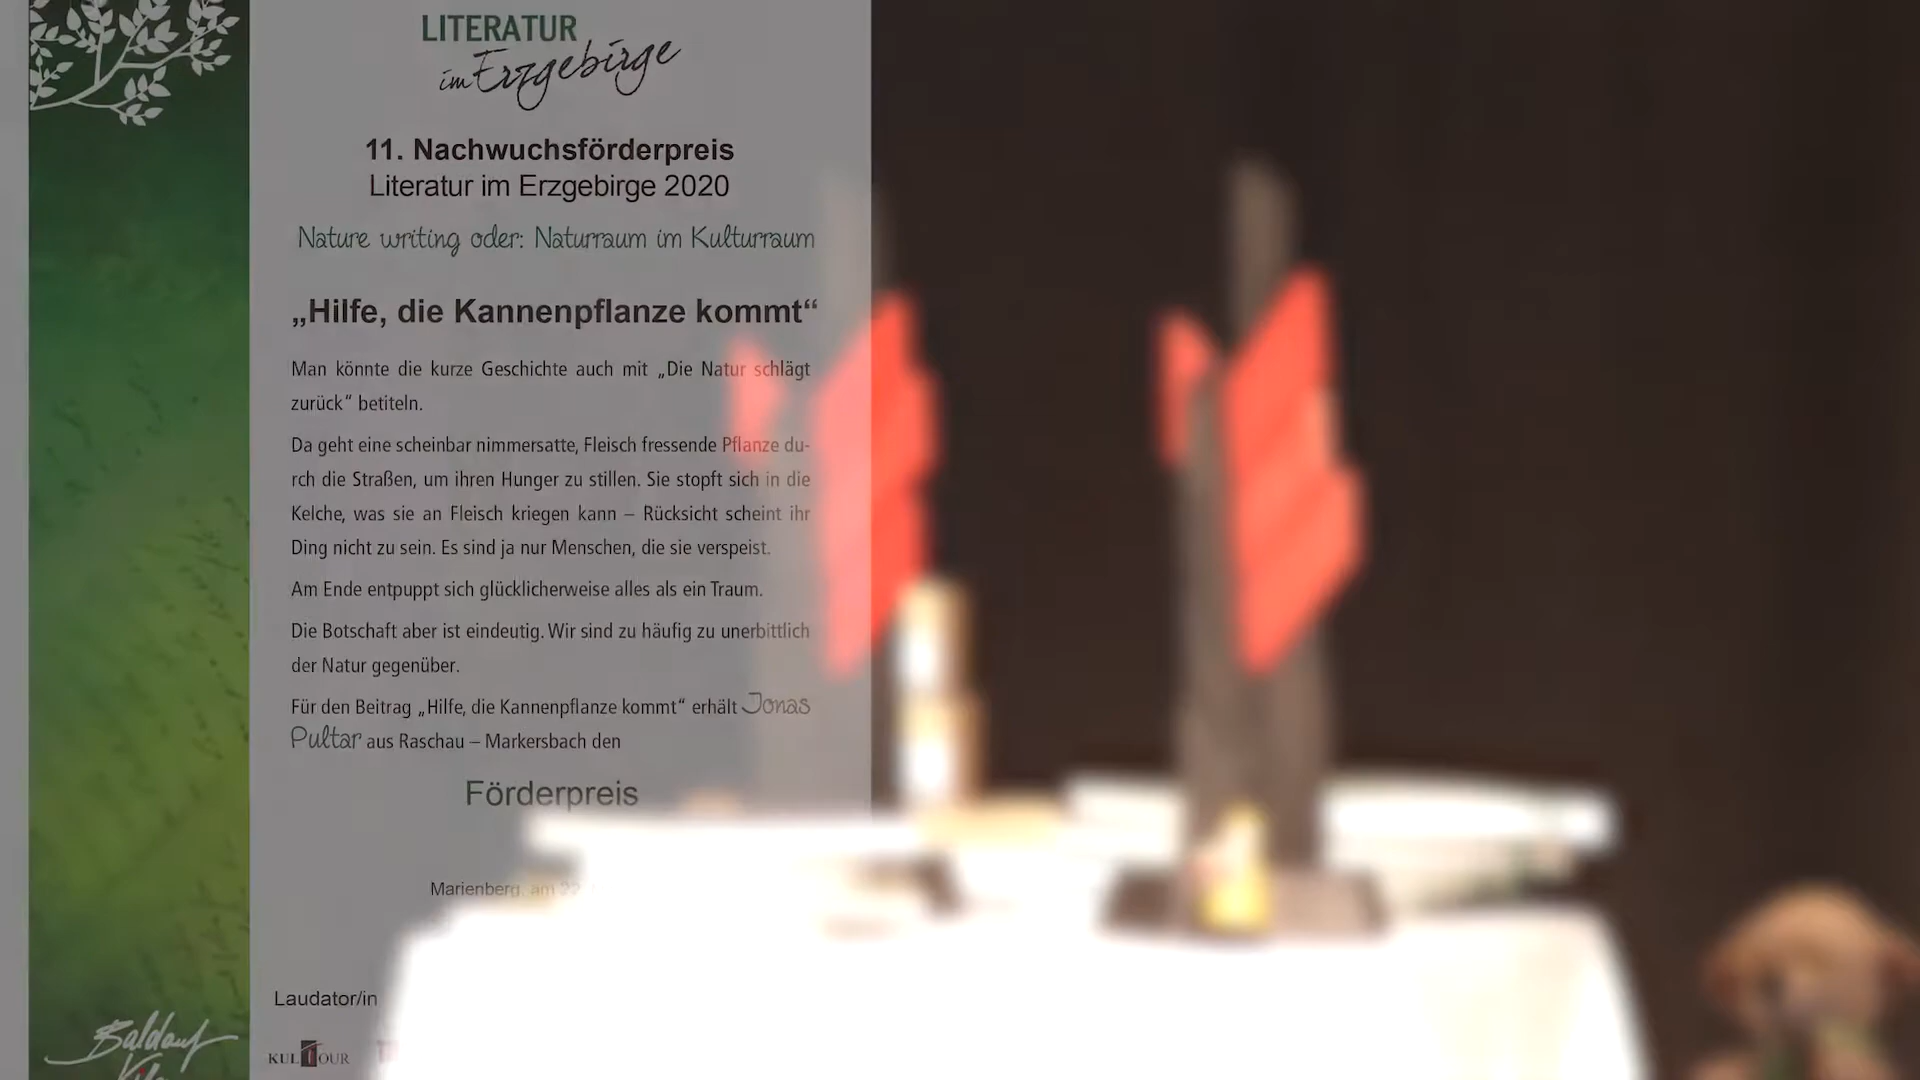 LITERATUR
im Erzgebirge
11. Nachwuchsförderpreis
Literatur im Erzgebirge 2020
Nature writing oder: Naturraum im Kulturraum
„Hilfe, die Kannenpflanze kommt“
Man könnte die kurze Geschichte auch mit „Die Natur schlägt
zurück“ betiteln.
Da geht eine scheinbar nimmersatte, Fleisch fressende Pflanze du-
rch die Straßen, um ihren Hunger zu stillen. Sie stopft sich in die
Kelche, was sie an Fleisch kriegen kann – Rücksicht scheint ihr
Ding nicht zu sein. Es sind ja nur Menschen, die sie verspeist.
Am Ende entpuppt sich glücklicherweise alles als ein Traum.
Die Botschaft aber ist eindeutig. Wir sind zu häufig zu unerbittlich
der Natur gegenüber.
Für den Beitrag „Hilfe, die Kannenpflanze kommt“ erhält Jonas
Pultar aus Raschau – Markersbach den
Förderpreis
Marienberg, am 22
Laudator/in
Baldauf
KUL TOUR